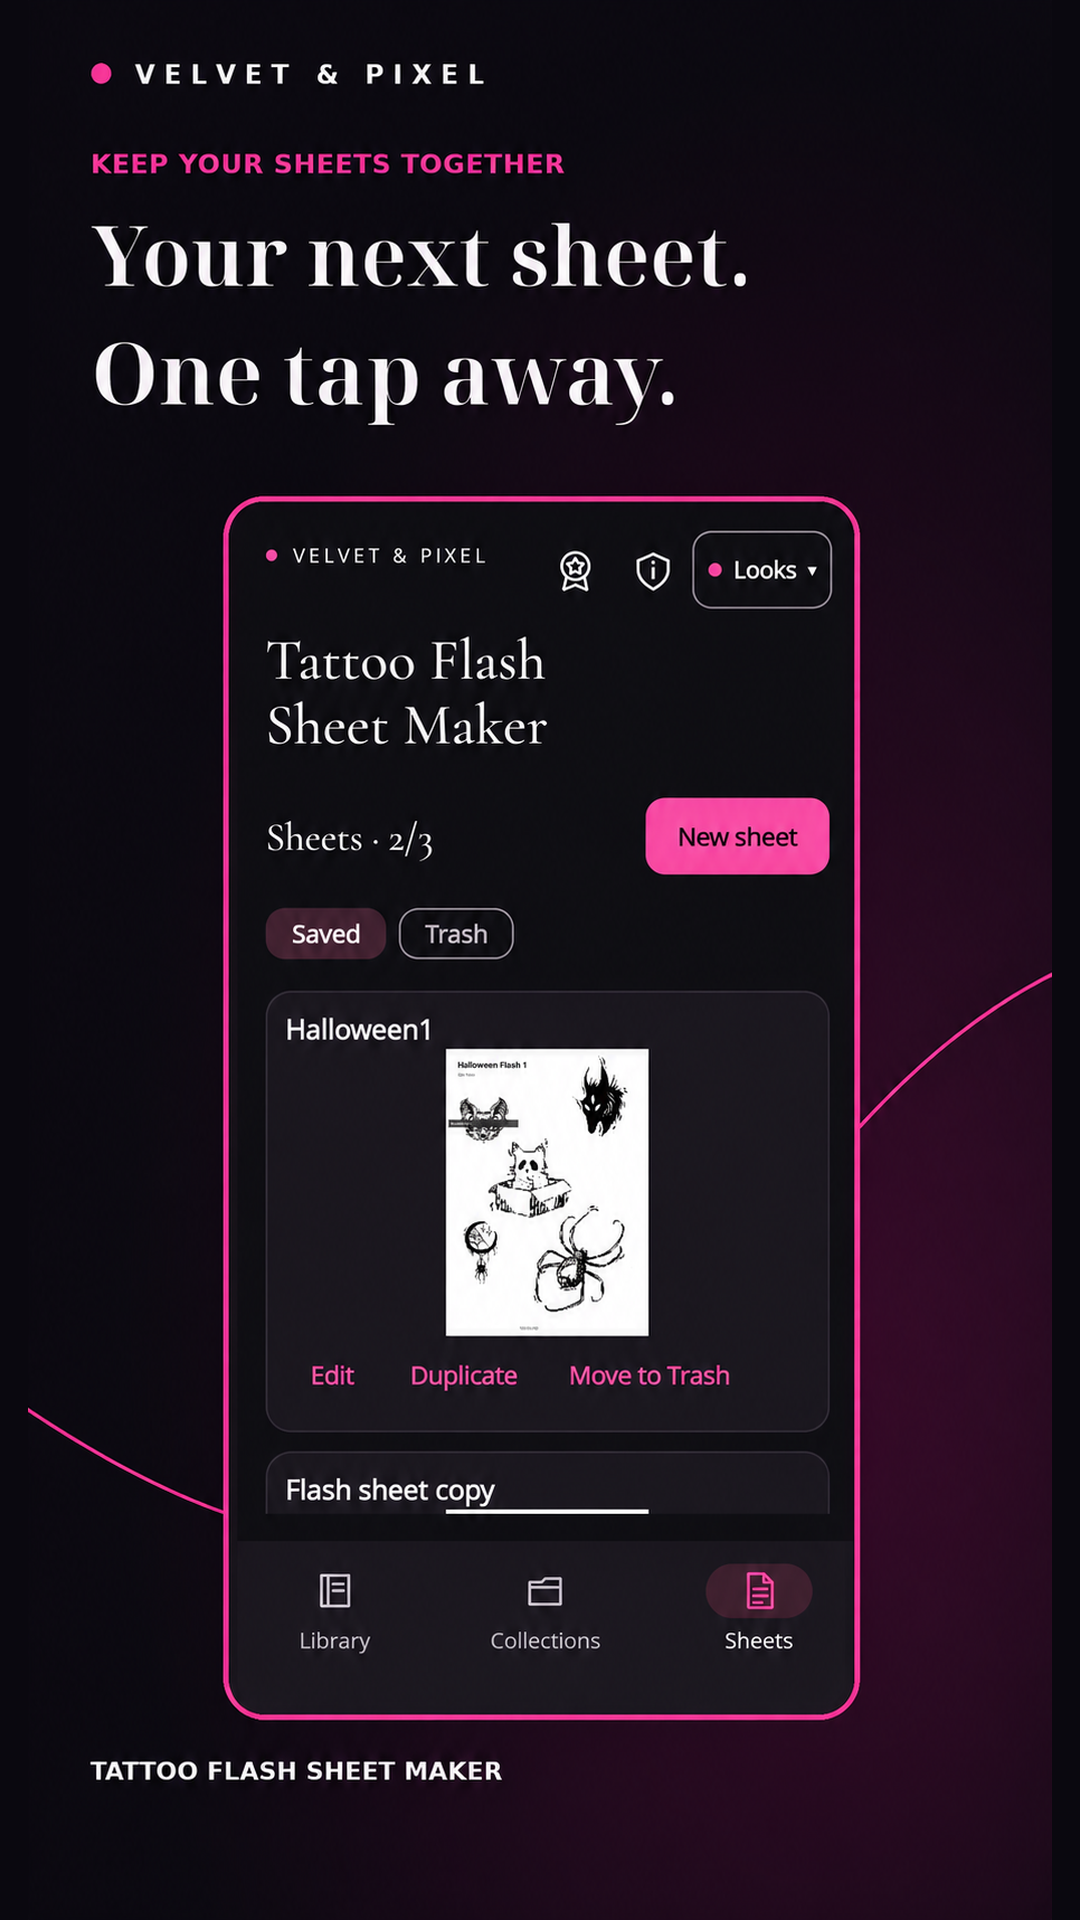 VELVET & PIXEL
KEEP YOUR SHEETS TOGETHER
Your next sheet.
One tap away.
VELVET & PIXEL
Looks ▾
Tattoo Flash
Sheet Maker
Sheets · 2/3
New sheet
Saved
Trash
Halloween1
Halloween Flash 1
Edit
Duplicate
Move to Trash
Flash sheet copy
Library
Collections
Sheets
TATTOO FLASH SHEET MAKER